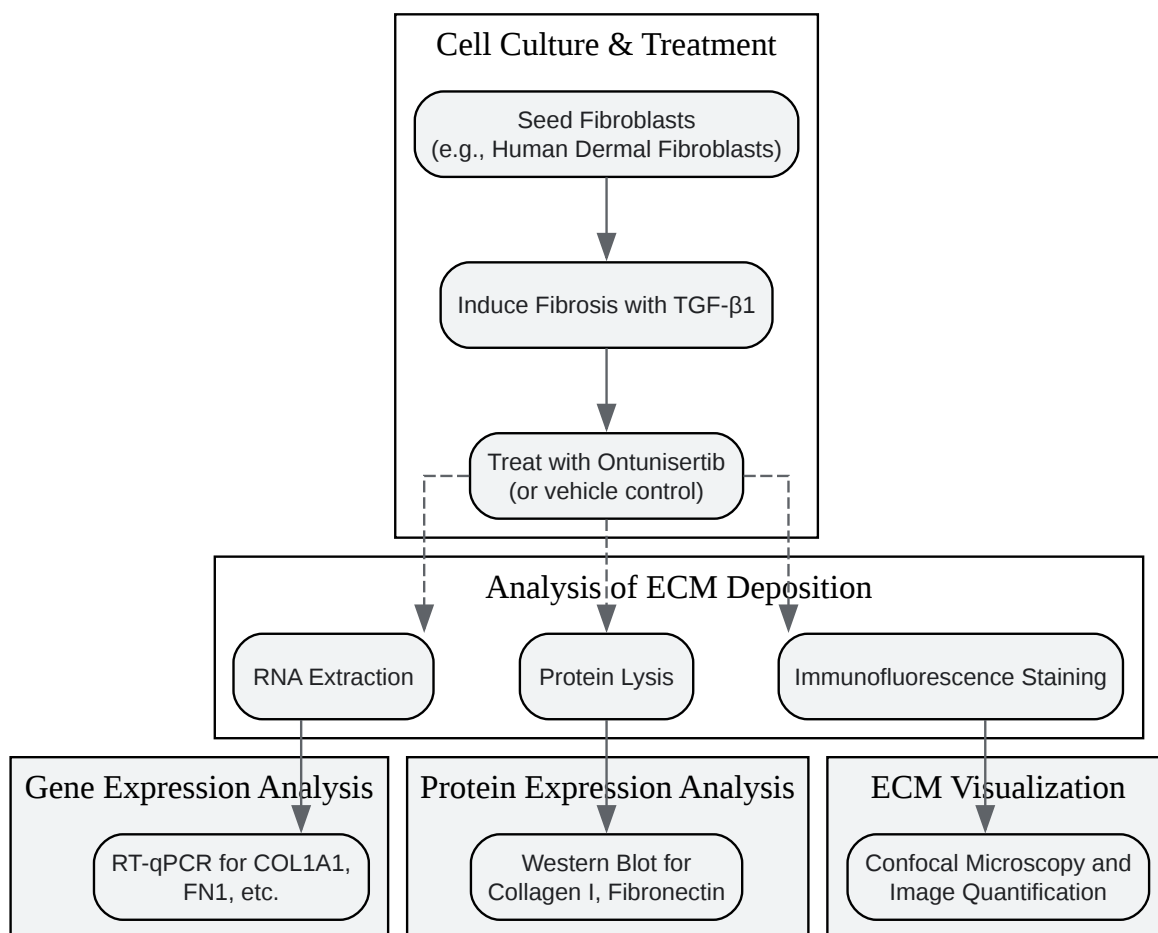 Cell Culture & Treatment
Seed Fibroblasts
(e.g., Human Dermal Fibroblasts)
Induce Fibrosis with TGF-β1
Treat with Ontunisertib
(or vehicle control)
Analysis of ECM Deposition
RNA Extraction
Protein Lysis
Immunofluorescence Staining
Gene Expression Analysis
RT-qPCR for COL1A1,
FN1, etc.
Protein Expression Analysis
Western Blot for
Collagen I, Fibronectin
ECM Visualization
Confocal Microscopy and
Image Quantification